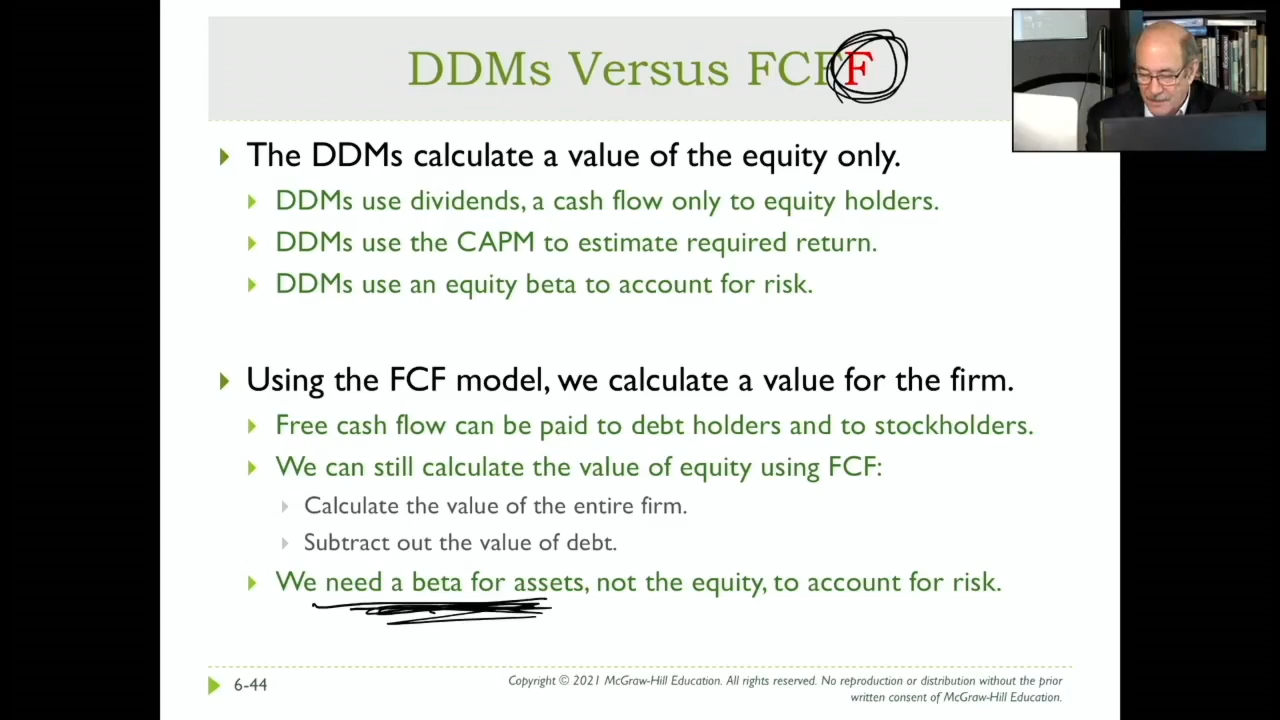 DDMs Versus FCFF
The DDMs calculate a value of the equity only.
DDMs use dividends, a cash flow only to equity holders.
DDMs use the CAPM to estimate required return.
DDMs use an equity beta to account for risk.
Using the FCF model, we calculate a value for the firm.
Free cash flow can be paid to debt holders and to stockholders.
We can still calculate the value of equity using FCF:
Calculate the value of the entire firm.
Subtract out the value of debt.
We need a beta for assets, not the equity, to account for risk.
6-44
Copyright © 2021 McGraw-Hill Education. All rights reserved. No reproduction or distribution without the prior
written consent of McGraw-Hill Education.